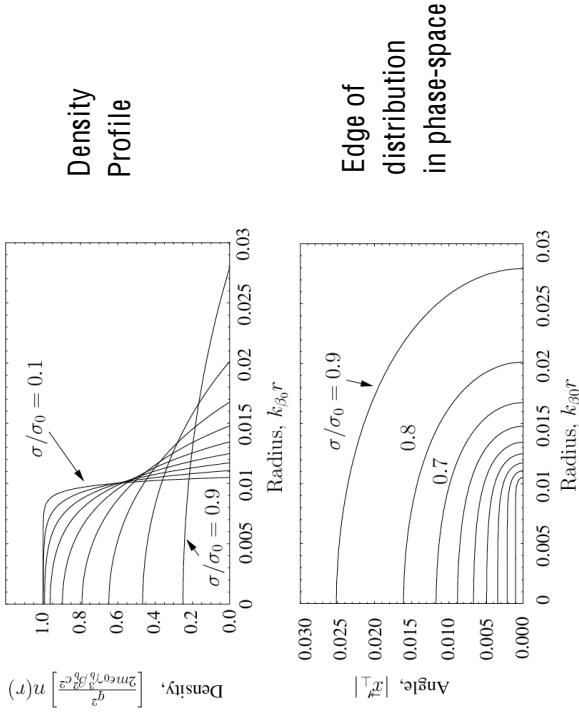 Density
Profile
Density, [q²/2mϵ₀γ_b³β_b²c²] n(r)
1.0
0.8
0.6
0.4
0.2
0.0
σ/σ₀ = 0.1
σ/σ₀ = 0.9
0 0.005 0.01 0.015 0.02 0.025 0.03
Radius, k_β₀ r
Edge of
distribution
in phase-space
Angle, |x⃗′_⊥|
0.030
0.025
0.020
0.015
0.010
0.005
0.000
σ/σ₀ = 0.9
0.8
0.7
0 0.005 0.01 0.015 0.02 0.025 0.03
Radius, k_β0 r